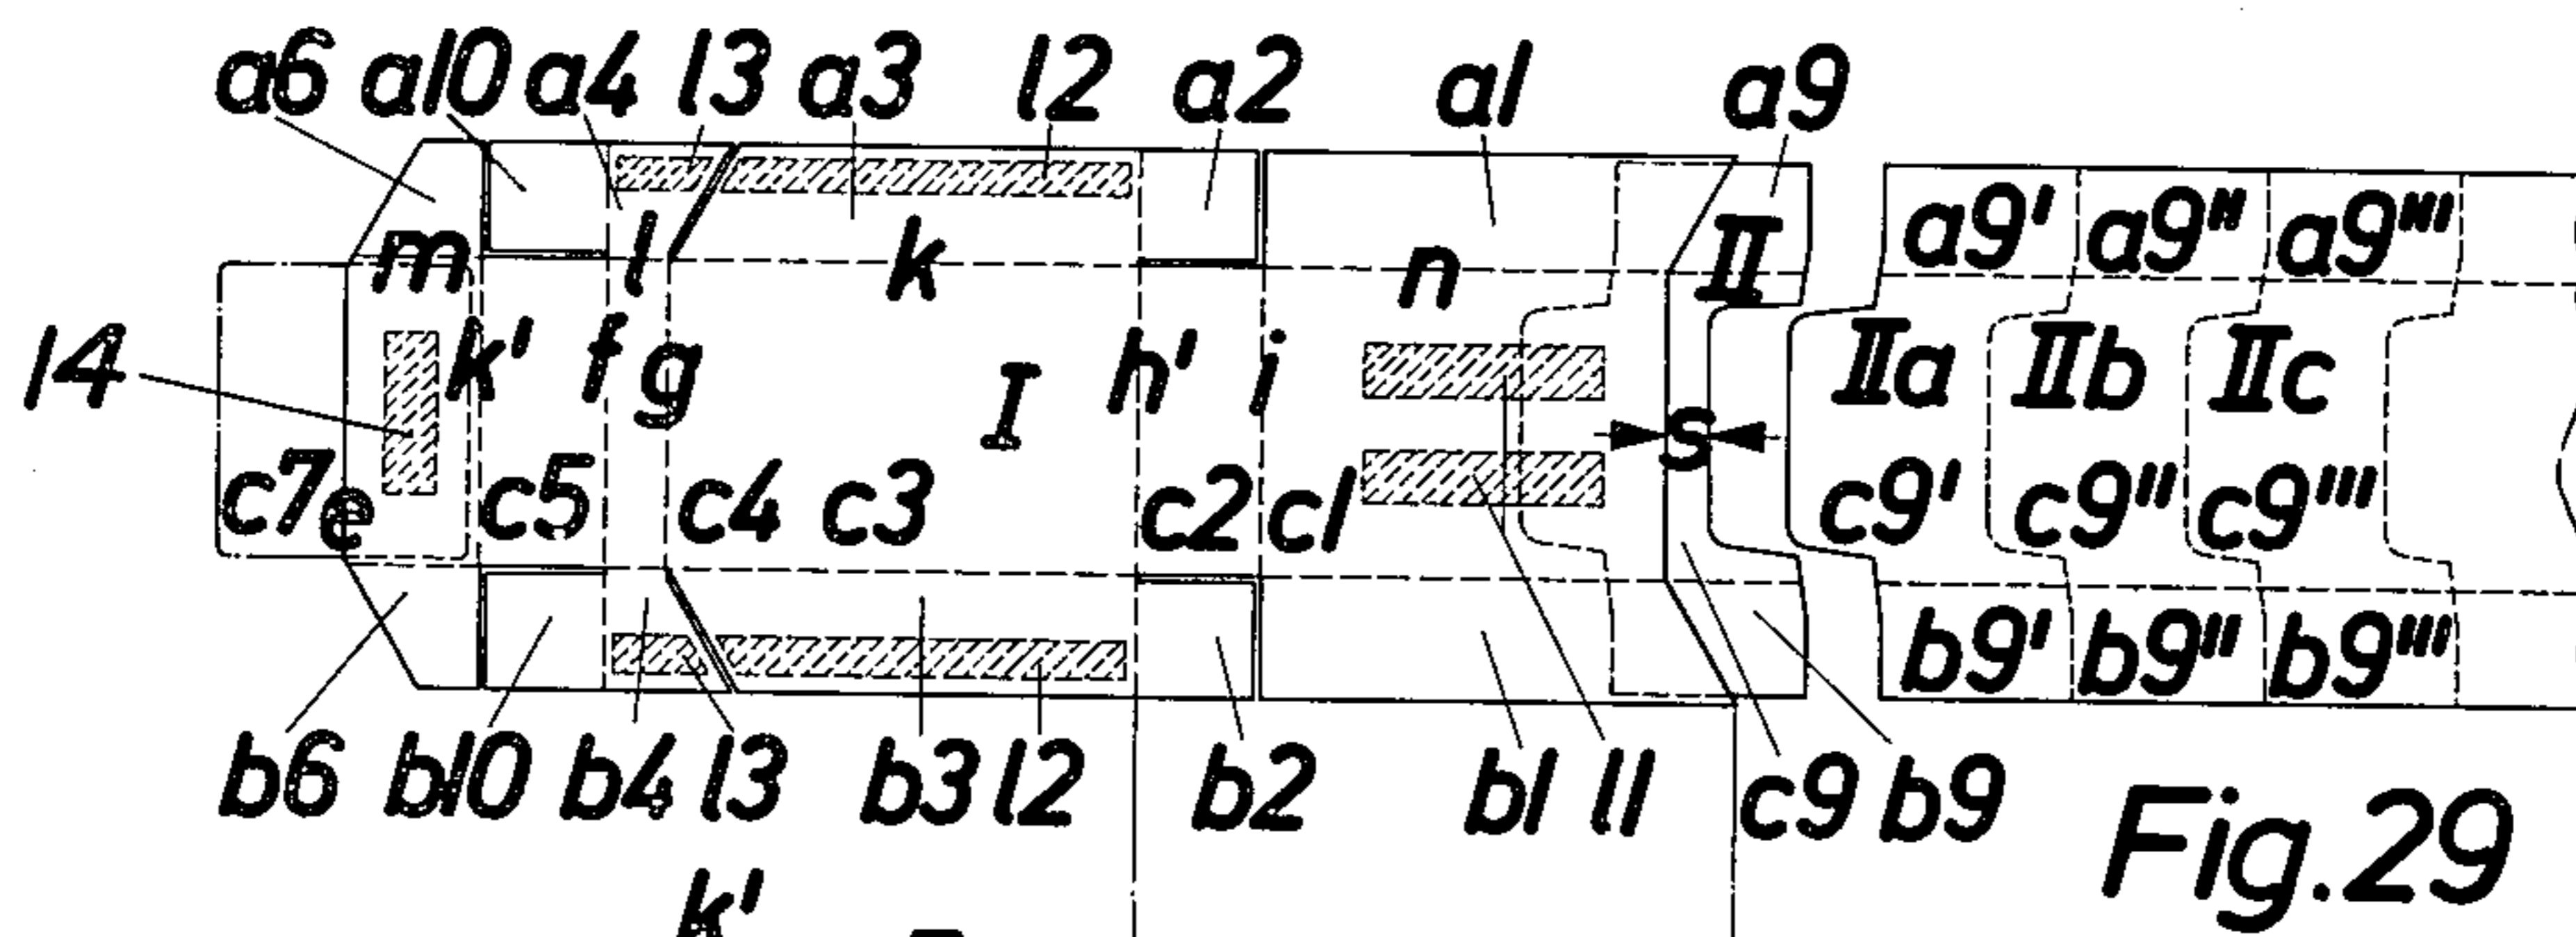 a6 a10 a4 l3 a3 l2 a2 a1 a9
m l k n II a9' a9" a9'"
l4 k' f g I h' i IIa IIb IIc
s
c7 e c5 c4 c3 c2 c1 c9' c9" c9'"
b9' b9" b9'"
b6 b10 b4 l3 b3 l2 b2 b1 l1 c9 b9
Fig.29
k'